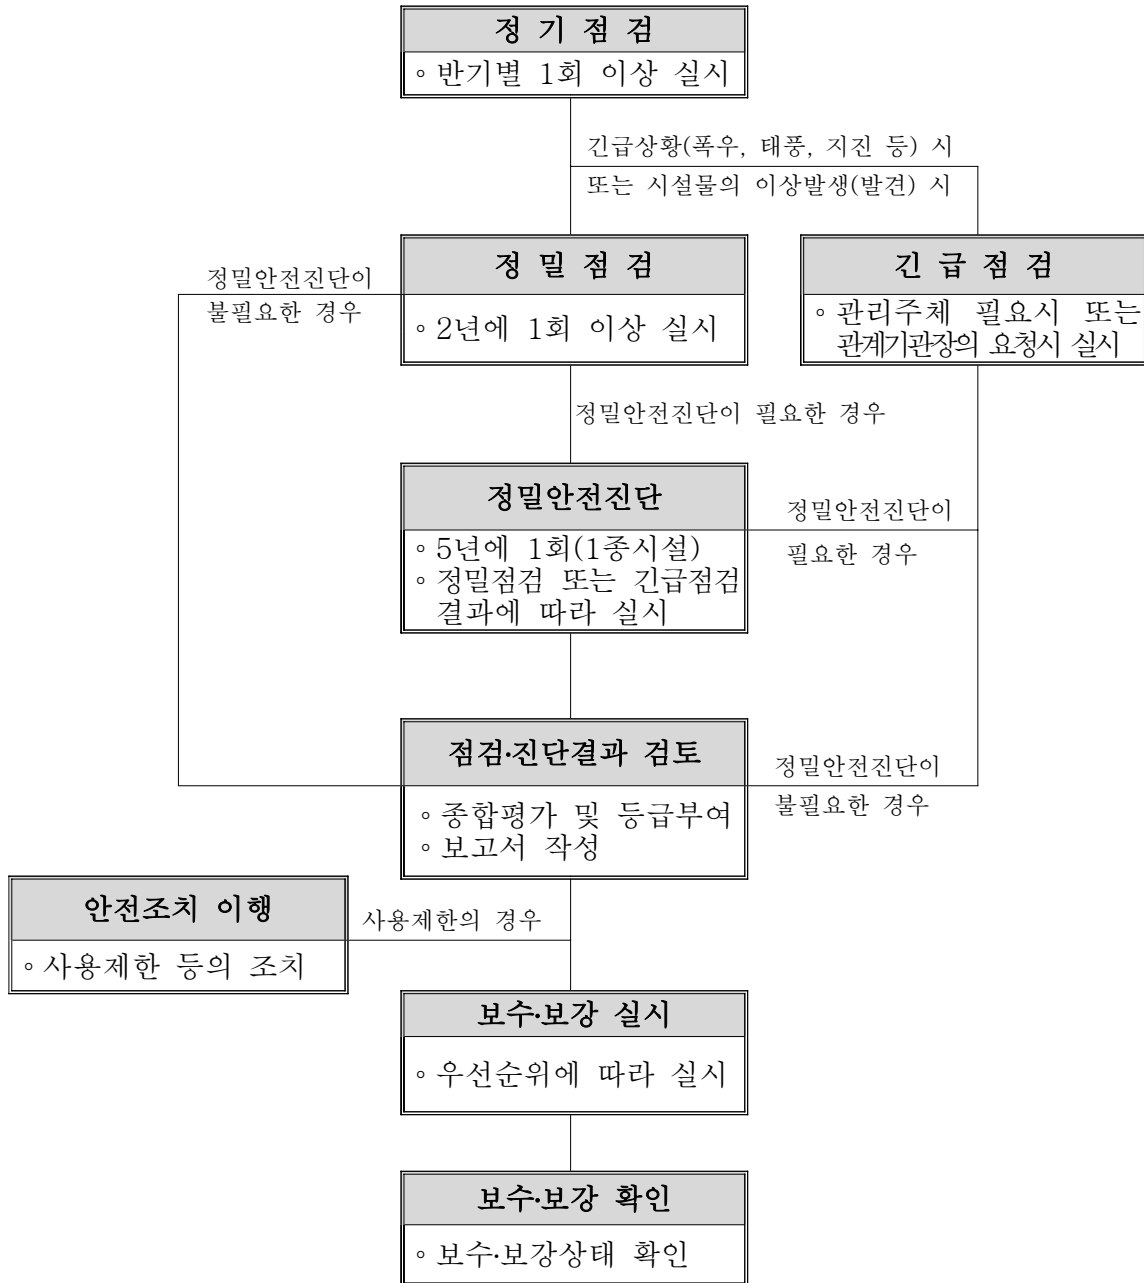 정 기 점 검
◦ 반기별 1회 이상 실시
긴급상황(폭우, 태풍, 지진 등) 시
또는 시설물의 이상발생(발견) 시
정 밀 점 검
◦ 2년에 1회 이상 실시
긴 급 점 검
◦ 관리주체 필요시 또는
관계기관장의 요청시 실시
정밀안전진단이
불필요한 경우
정밀안전진단이 필요한 경우
정밀안전진단
◦ 5년에 1회(1종시설)
◦ 정밀점검 또는 긴급점검
결과에 따라 실시
정밀안전진단이
필요한 경우
점검·진단결과 검토
◦ 종합평가 및 등급부여
◦ 보고서 작성
정밀안전진단이
불필요한 경우
안전조치 이행
◦ 사용제한 등의 조치
사용제한의 경우
보수·보강 실시
◦ 우선순위에 따라 실시
보수·보강 확인
◦ 보수·보강상태 확인